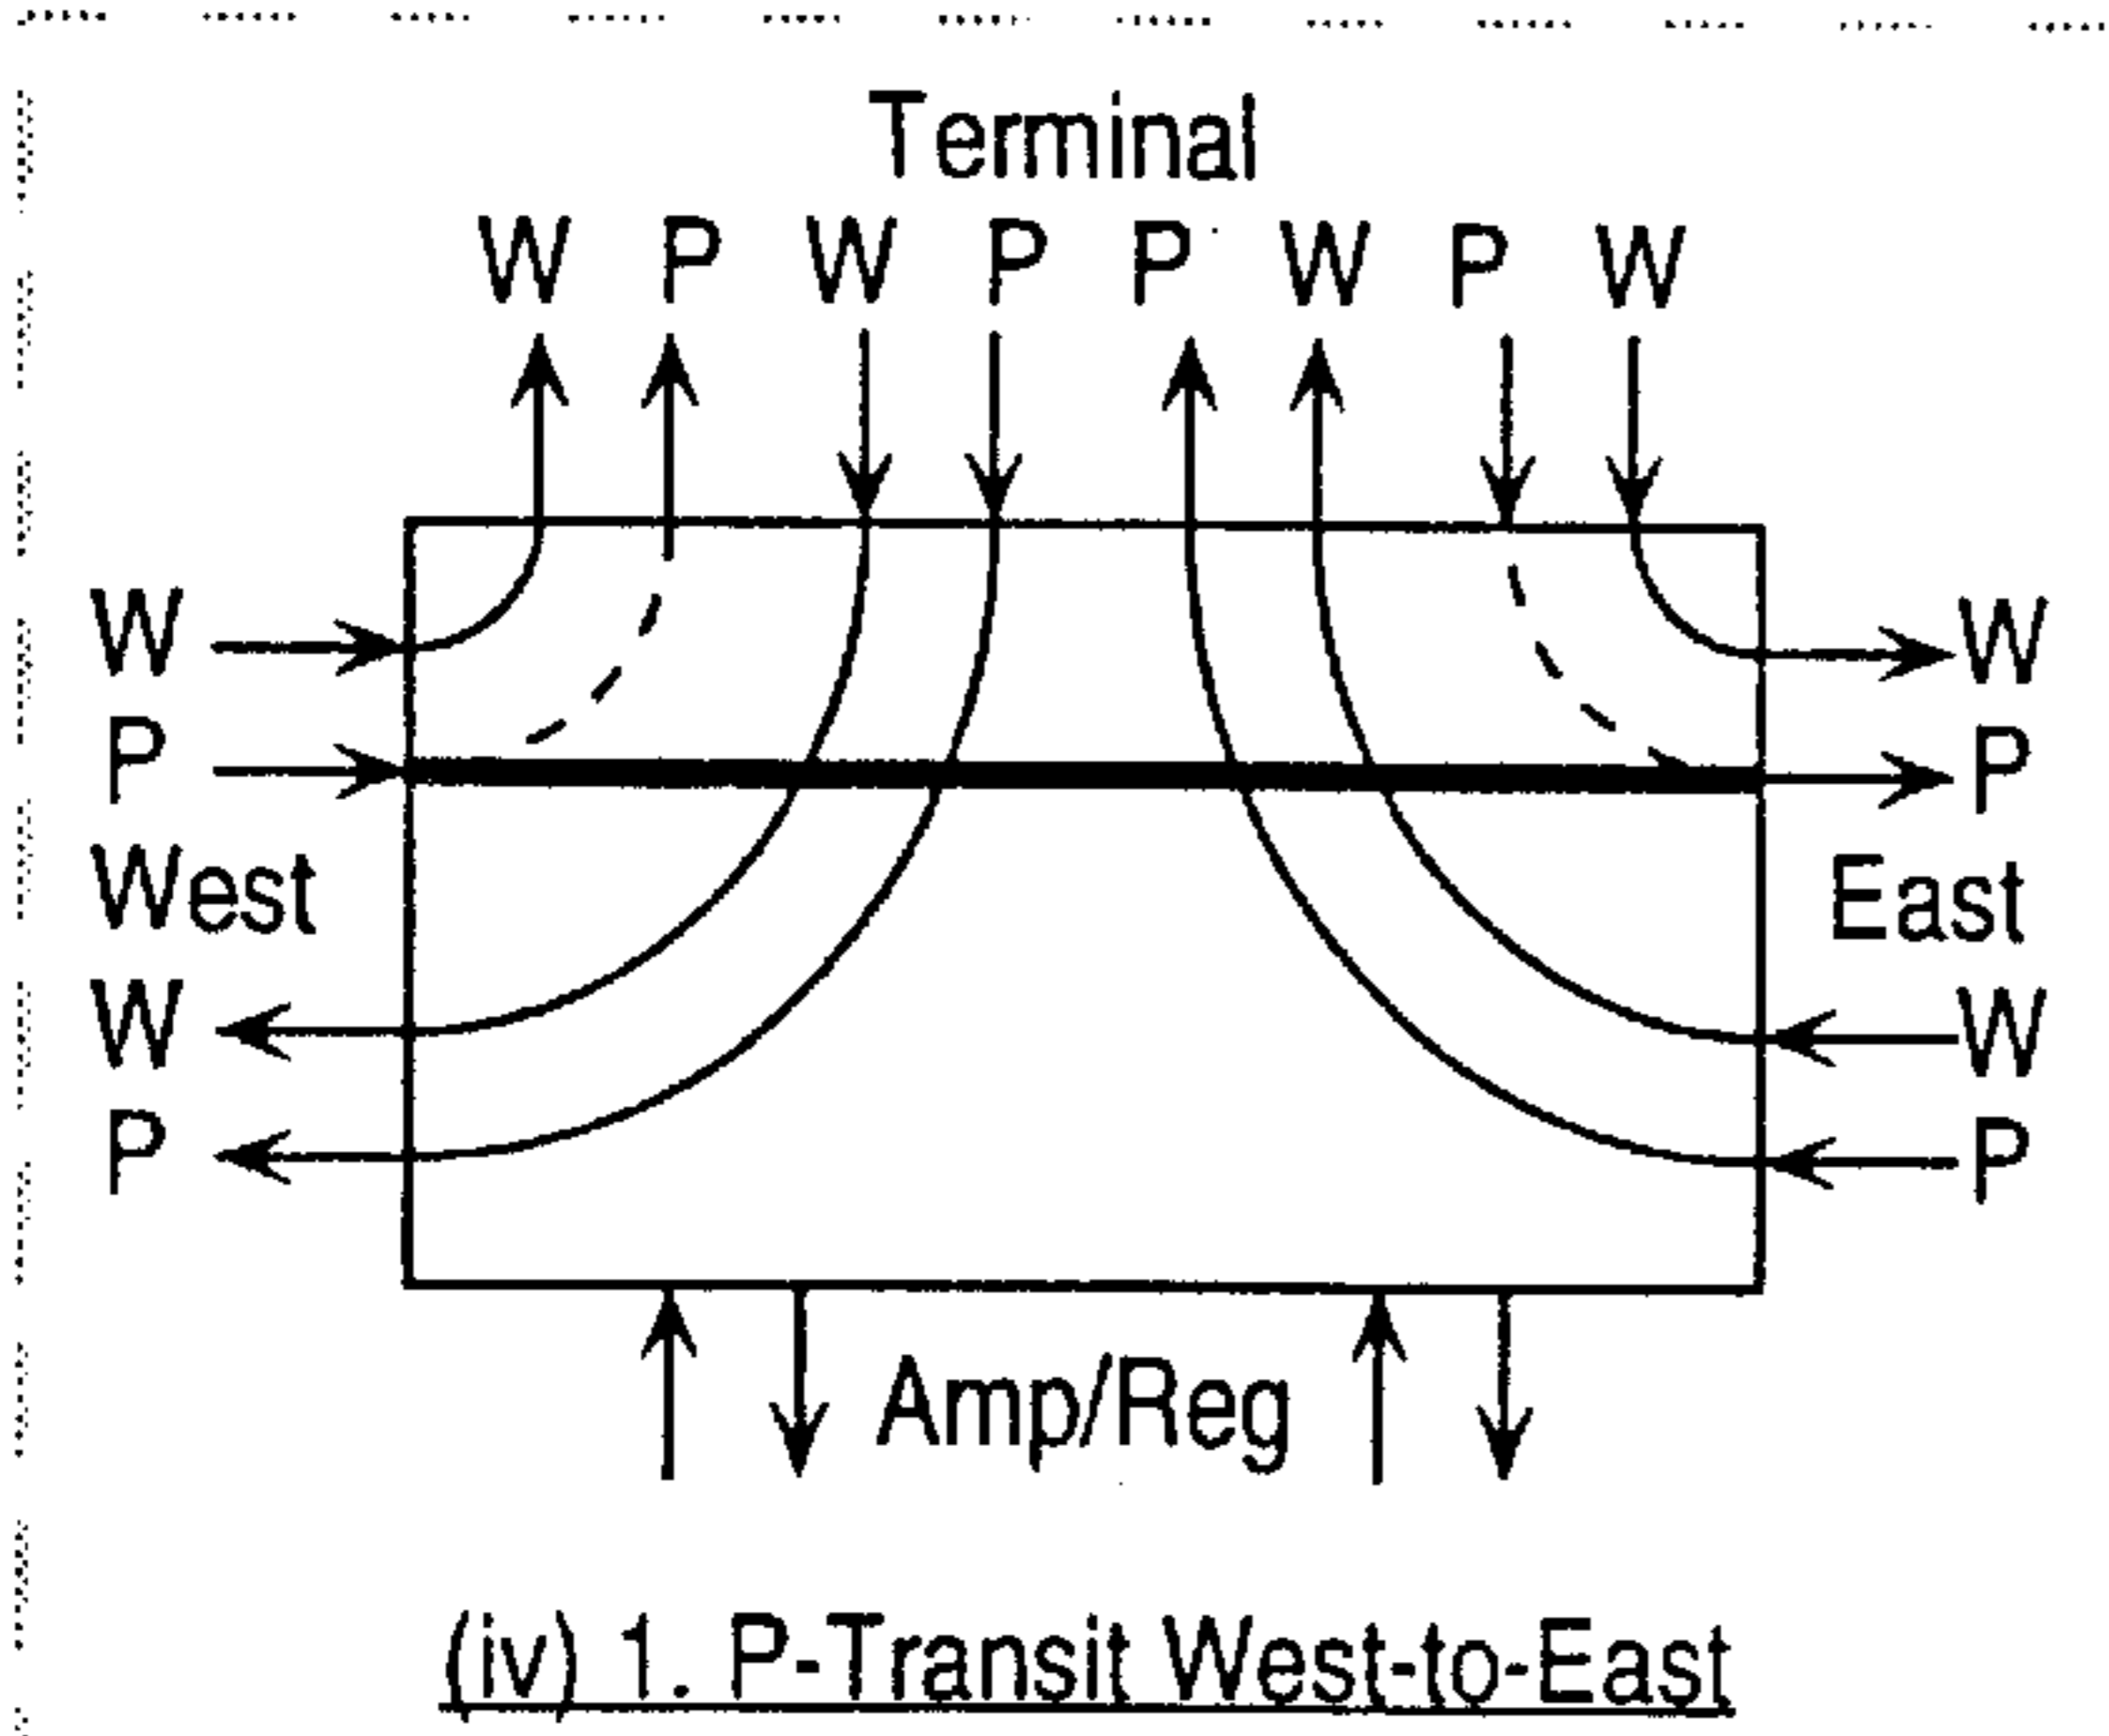 Terminal
W P W P P W P W
W W
P P
West East
W W
P P
Amp/Reg
(iv) 1. P-Transit West-to-East